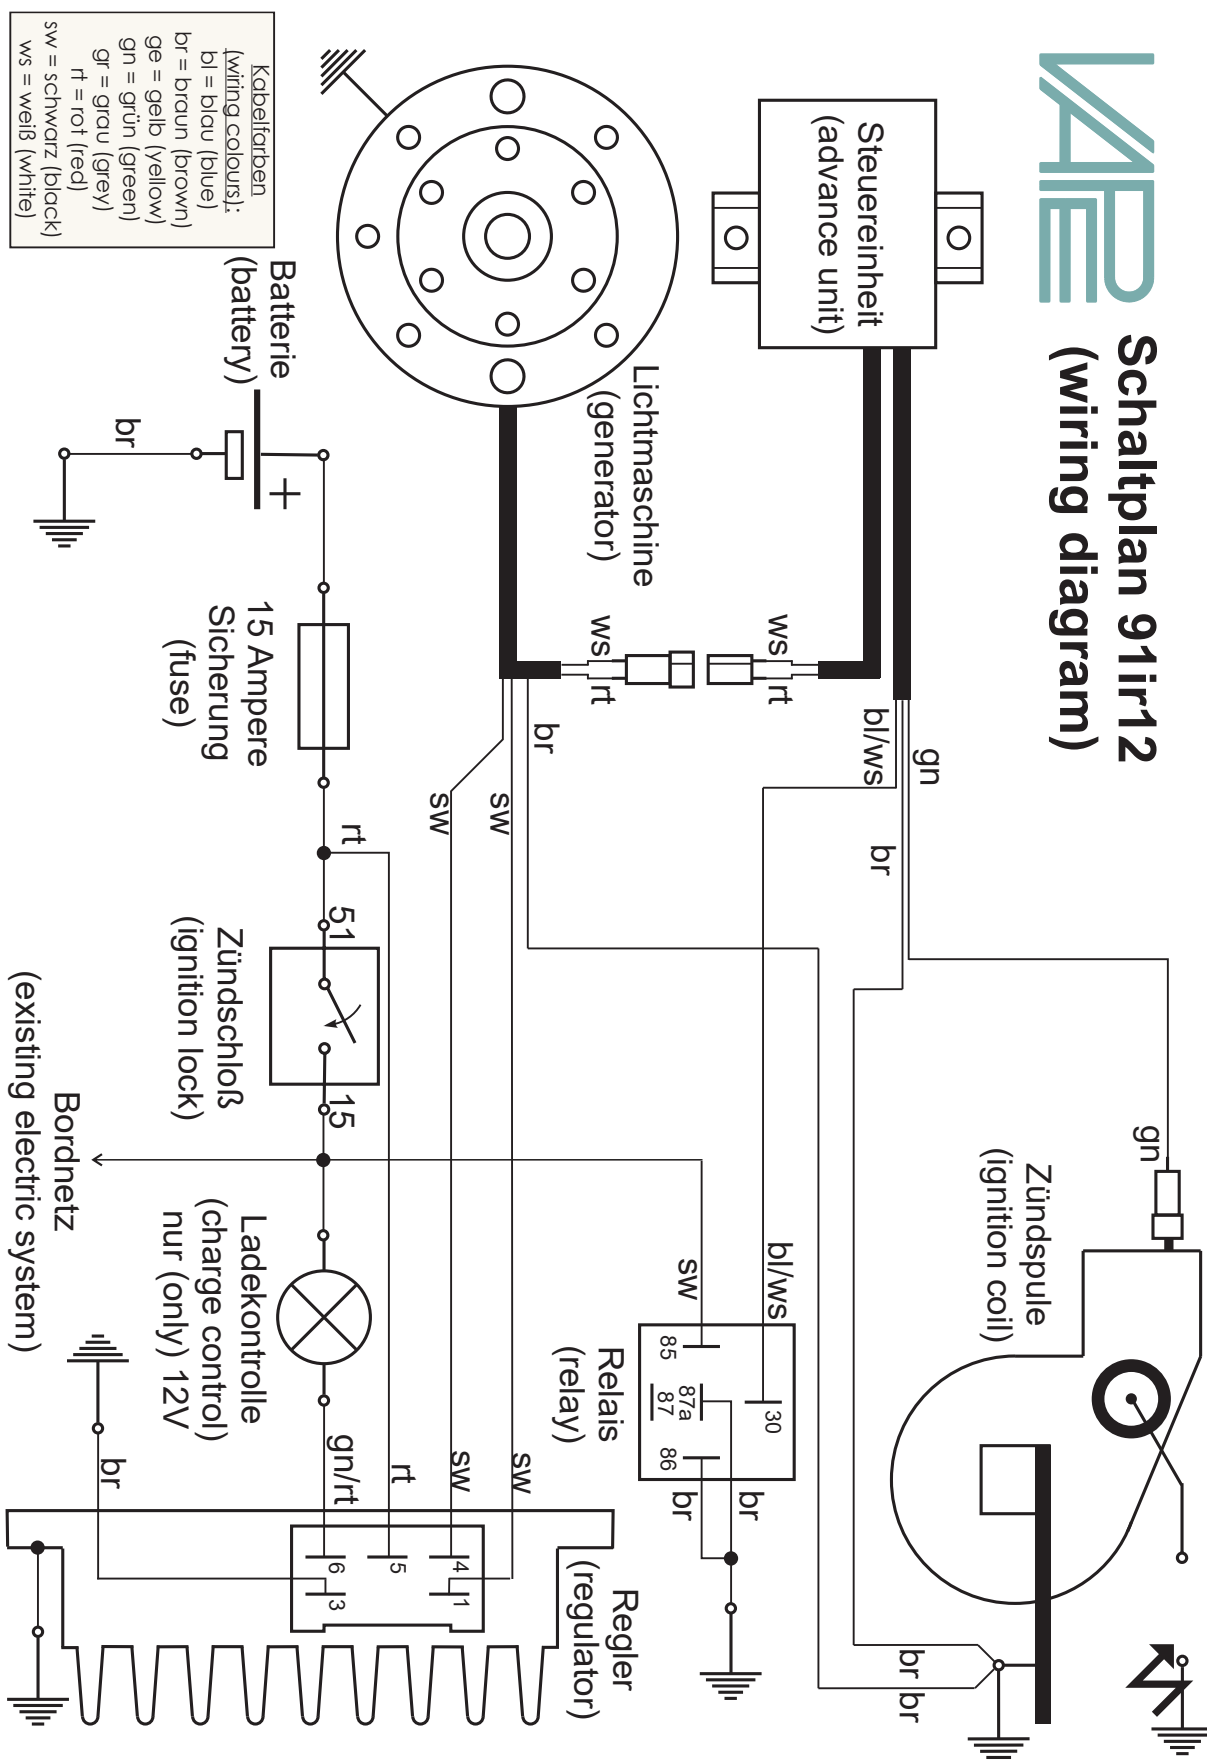 VAPE
Schaltplan 91ir12
(wiring diagram)
Steuereinheit
(advance unit)
Lichtmaschine
(generator)
ws
rt
ws
rt
bl/ws
gn
br
br
sw
sw
gn
Zündspule
(ignition coil)
bl/ws
sw
85
87a
87
30
86
Relais
(relay)
br
br
br
br
Kabelfarben
(wiring colours):
bl = blau (blue)
br = braun (brown)
ge = gelb (yellow)
gn = grün (green)
gr = grau (grey)
rt = rot (red)
sw = schwarz (black)
ws = weiß (white)
Batterie
(battery)
+
br
15 Ampere
Sicherung
(fuse)
rt
51
15
Zündschloß
(ignition lock)
Bordnetz
(existing electric system)
Ladekontrolle
(charge control)
nur (only) 12V
br
gn/rt
rt
sw
sw
4
1
5
6
3
Regler
(regulator)